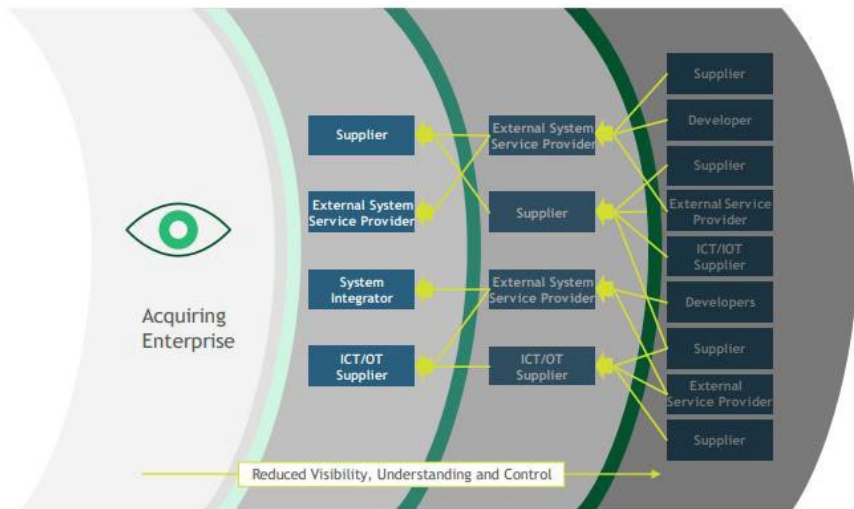 Acquiring
Enterprise
Supplier
External System
Service Provider
System
Integrator
ICT/OT
Supplier
External System
Service Provider
Supplier
External System
Service Provider
ICT/OT
Supplier
Supplier
Developer
Supplier
External Service
Provider
ICT/IOT
Supplier
Developers
Supplier
External
Service Provider
Supplier
Reduced Visibility, Understanding and Control